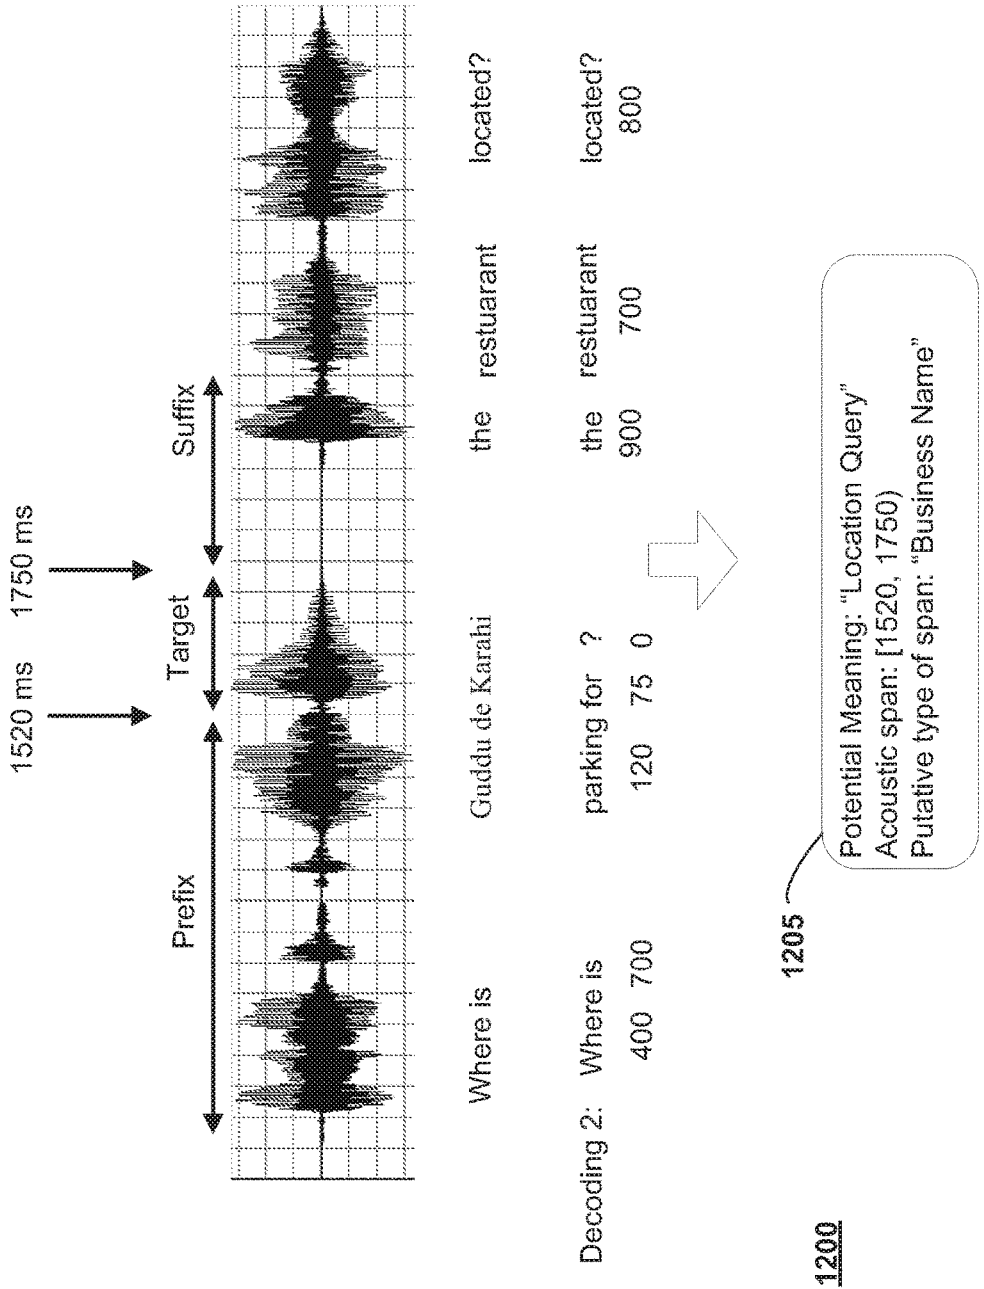 1520 ms 1750 ms
Prefix Target Suffix
Where is Guddu de Karahi the restuarant located?
Decoding 2: Where is parking for ? the restuarant located?
400 700 120 75 0 900 700 800
1205
Potential Meaning: “Location Query”
Acoustic span: [1520, 1750)
Putative type of span: “Business Name”
1200